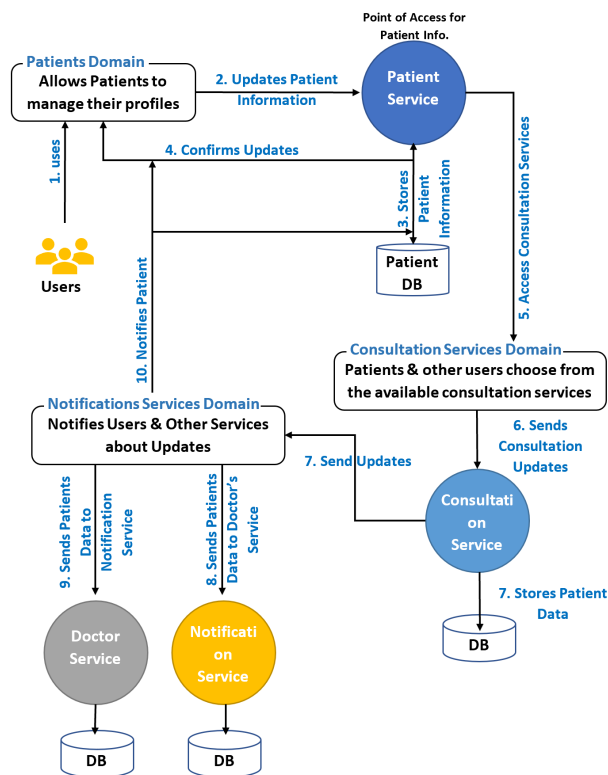 Point of Access for
Patient Info.
Patients Domain
Allows Patients to
manage their profiles
2. Updates Patient
Information
Patient
Service
1. uses
4. Confirms Updates
3. Stores
Patient
Information
5. Access Consultation Services
Users
Patient
DB
10. Notifies Patient
Consultation Services Domain
Patients & other users choose from
the available consultation services
Notifications Services Domain
Notifies Users & Other Services
about Updates
6. Sends
Consultation
Updates
7. Send Updates
9. Sends Patients
Data to
Notification
Service
8. Sends Patients
Data to Doctor's
Service
Consultati
on
Service
7. Stores Patient
Data
DB
Doctor
Service
Notificati
on
Service
DB
DB